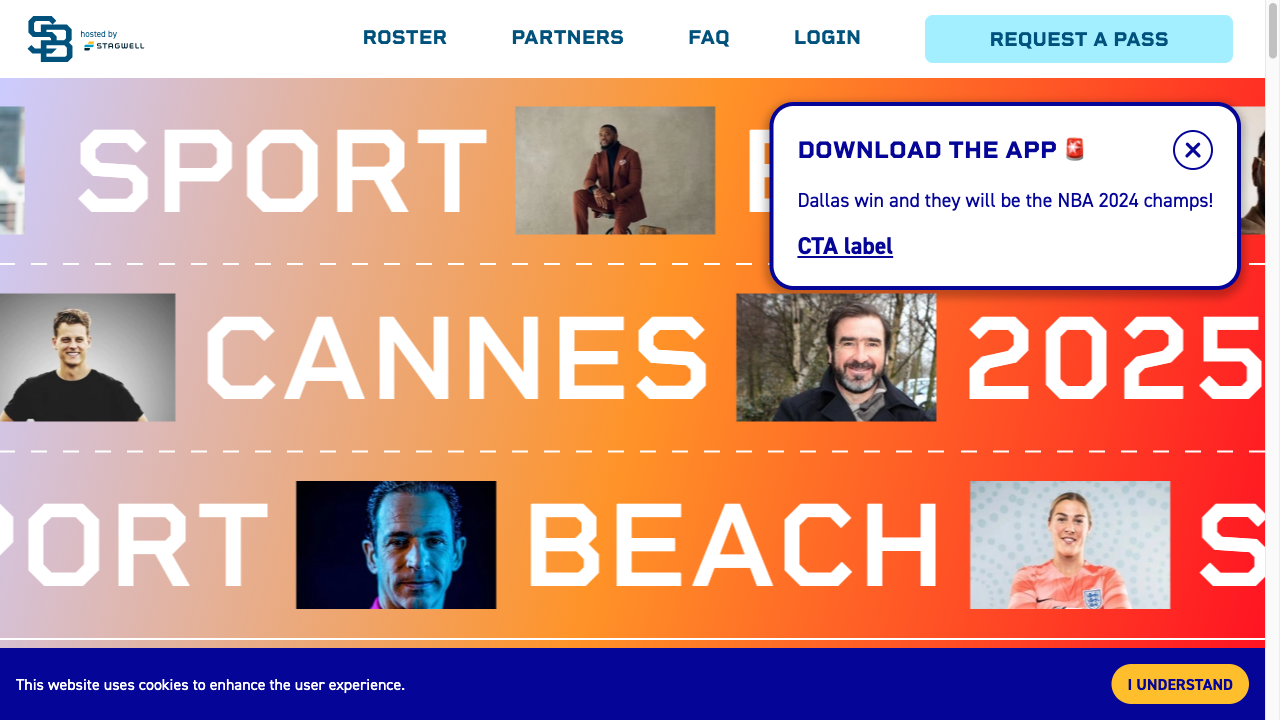 SB hosted by
STAGWELL
ROSTER PARTNERS FAQ LOGIN REQUEST A PASS
SPORT
DOWNLOAD THE APP 🚨
Dallas win and they will be the NBA 2024 champs!
CTA label
CANNES 2025
PORT BEACH S
This website uses cookies to enhance the user experience.
I UNDERSTAND